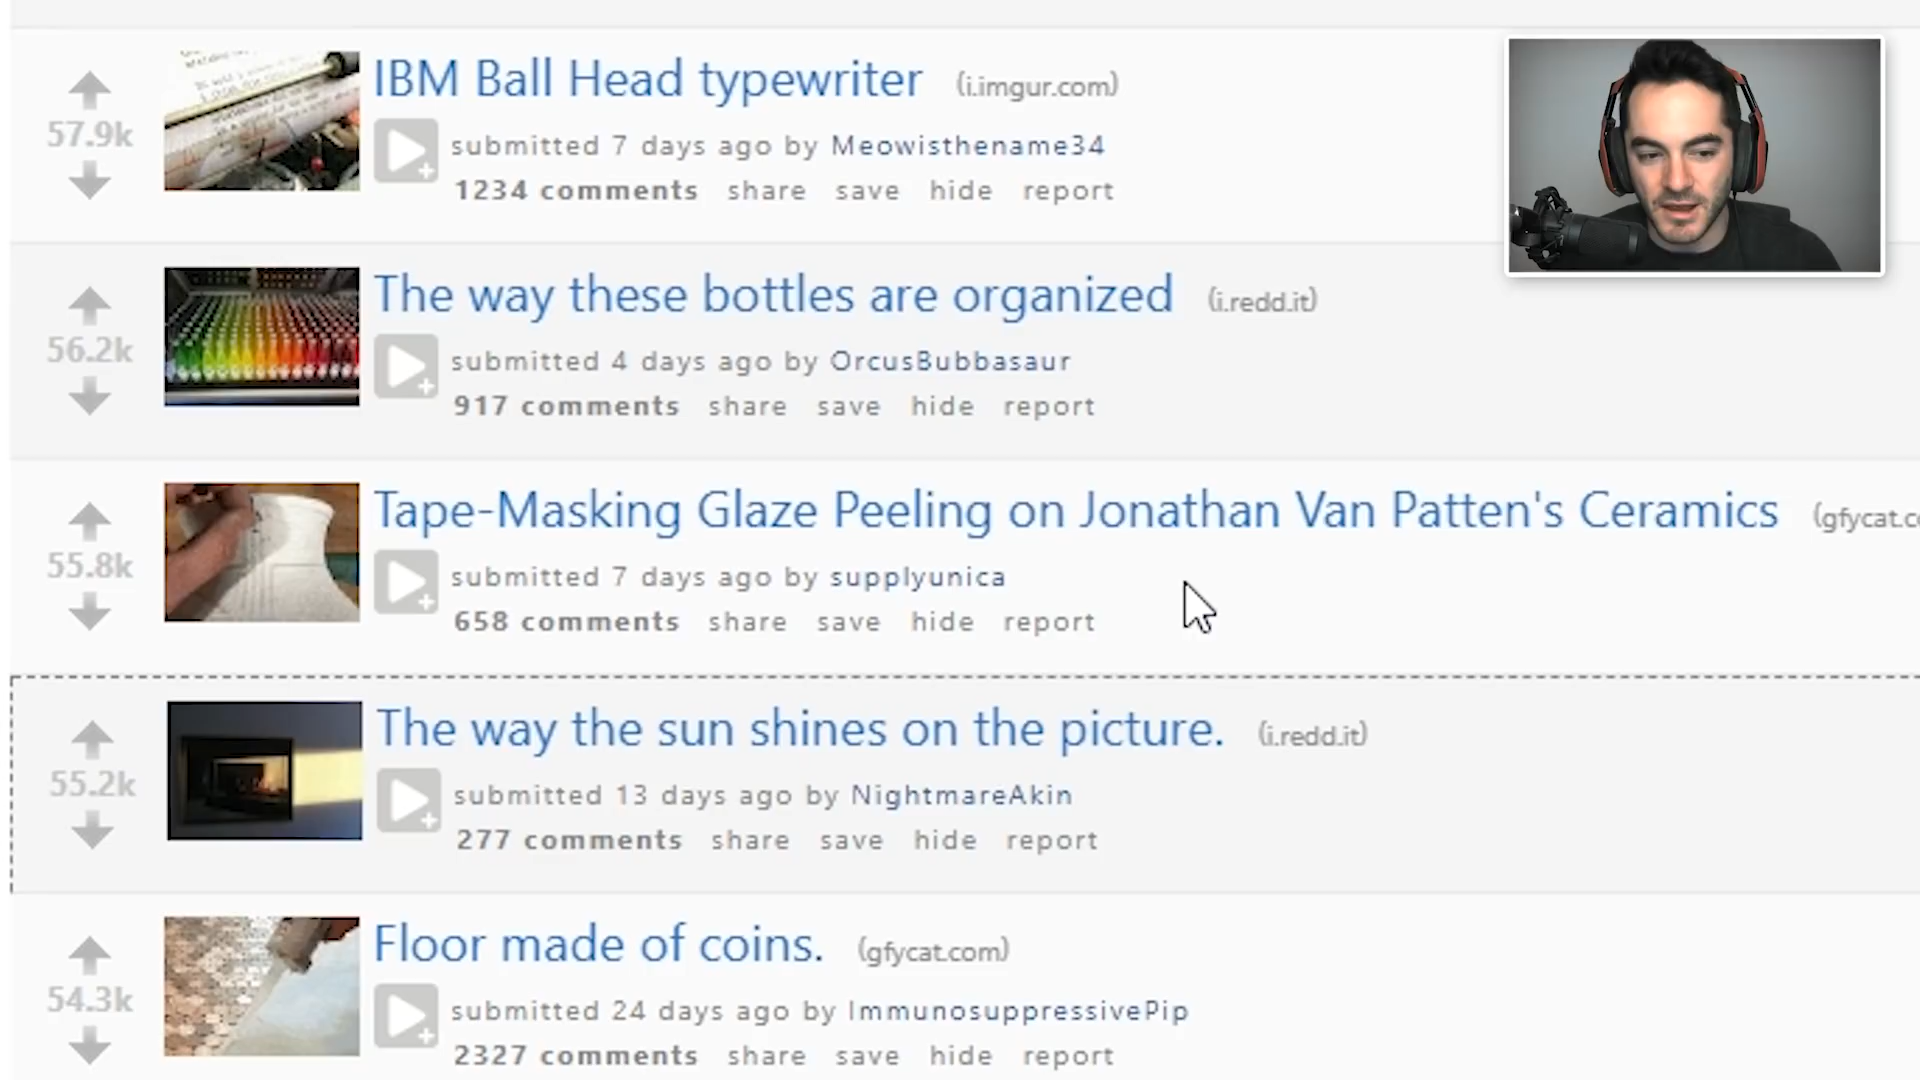 57.9k
IBM Ball Head typewriter (i.imgur.com)
submitted 7 days ago by Meowisthename34
1234 comments share save hide report
56.2k
The way these bottles are organized (i.redd.it)
submitted 4 days ago by OrcusBubbasaur
917 comments share save hide report
55.8k
Tape-Masking Glaze Peeling on Jonathan Van Patten's Ceramics (gfycat.co
submitted 7 days ago by supplyunica
658 comments share save hide report
55.2k
The way the sun shines on the picture. (i.redd.it)
submitted 13 days ago by NightmareAkin
277 comments share save hide report
54.3k
Floor made of coins. (gfycat.com)
submitted 24 days ago by ImmunosuppressivePip
2327 comments share save hide report